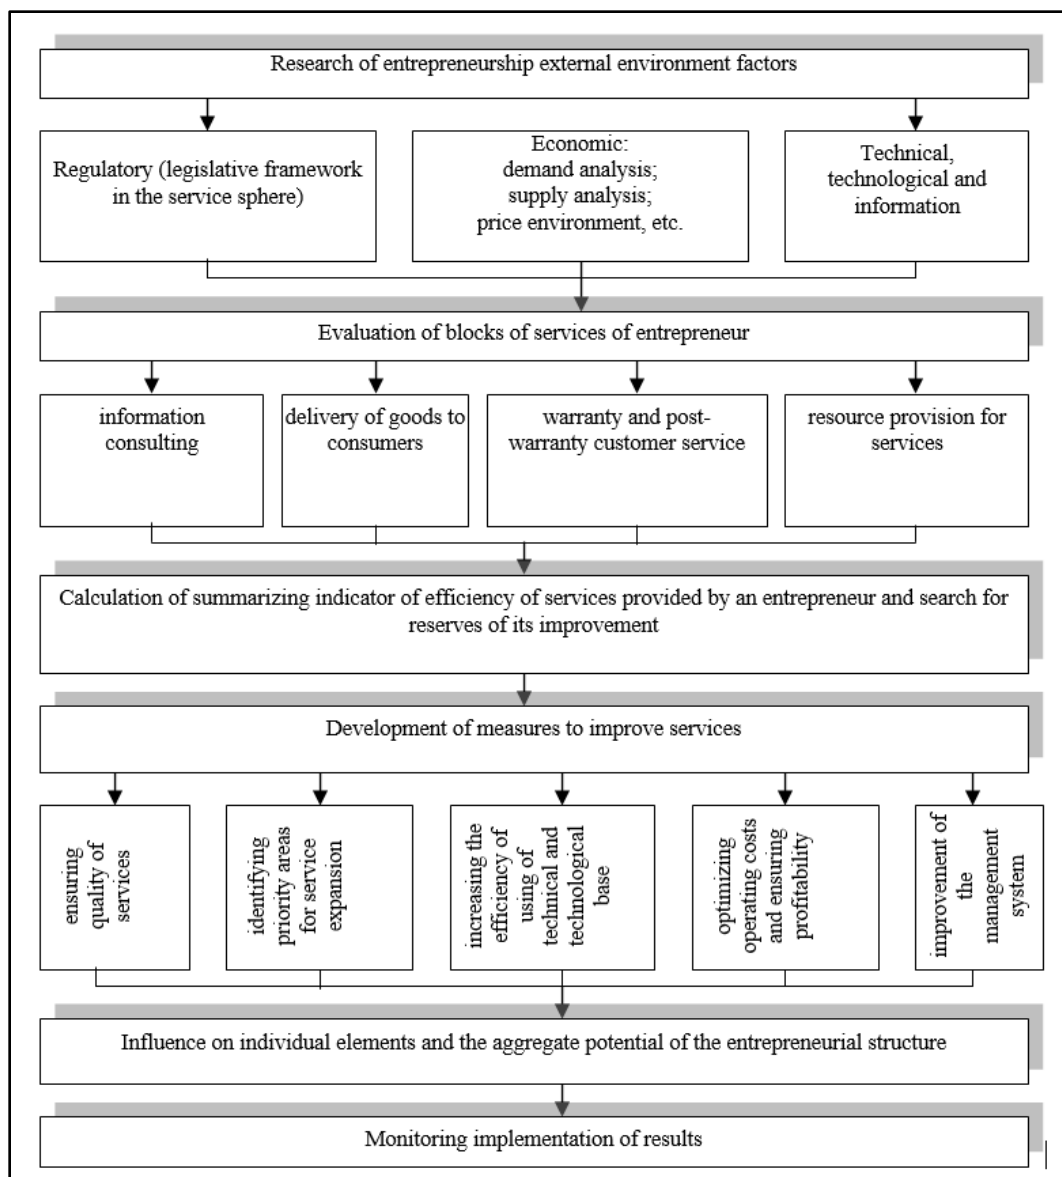 Research of entrepreneurship external environment factors
Regulatory (legislative framework
in the service sphere)
Economic:
demand analysis;
supply analysis;
price environment, etc.
Technical,
technological and
information
Evaluation of blocks of services of entrepreneur
information
consulting
delivery of goods to
consumers
warranty and post-
warranty customer service
resource provision for
services
Calculation of summarizing indicator of efficiency of services provided by an entrepreneur and search for
reserves of its improvement
Development of measures to improve services
ensuring
quality of
services
identifying
priority areas
for service
expansion
increasing the
efficiency of
using of
technical and
technological
base
optimizing
operating costs
and ensuring
profitability
improvement of
the
management
system
Influence on individual elements and the aggregate potential of the entrepreneurial structure
Monitoring implementation of results